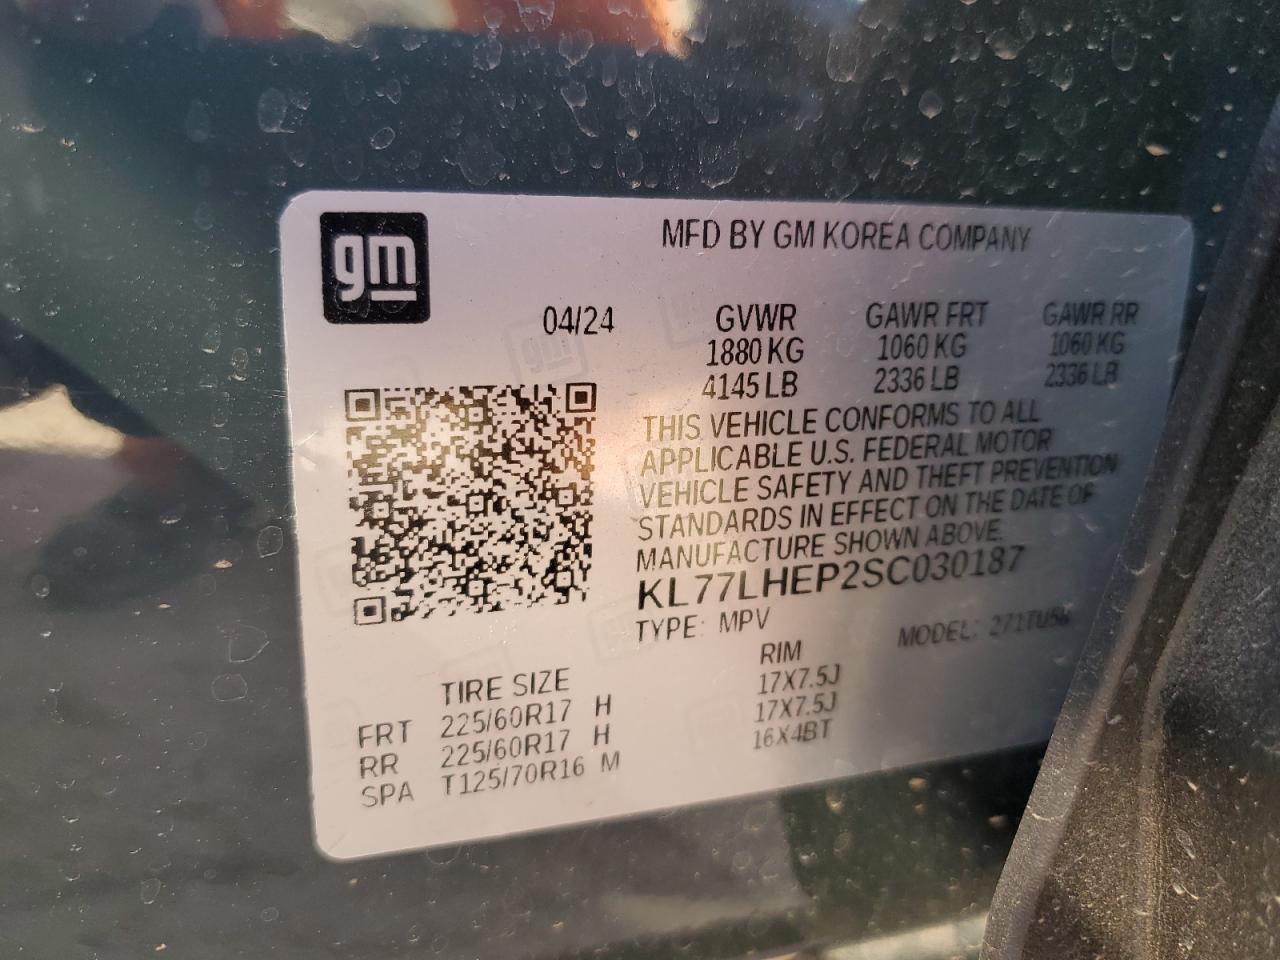 gm
MFD BY GM KOREA COMPANY
04/24
GVWR GAWR FRT GAWR RR
1880 KG 1060 KG 1060 KG
4145 LB 2336 LB 2336 LB
THIS VEHICLE CONFORMS TO ALL
APPLICABLE U.S. FEDERAL MOTOR
VEHICLE SAFETY AND THEFT PREVENTION
STANDARDS IN EFFECT ON THE DATE OF
MANUFACTURE SHOWN ABOVE.
KL77LHEP2SC030187
TYPE: MPV MODEL:
TIRE SIZE RIM
FRT 225/60R17 H 17X7.5J
RR 225/60R17 H 17X7.5J
SPA T125/70R16 M 16X4BT